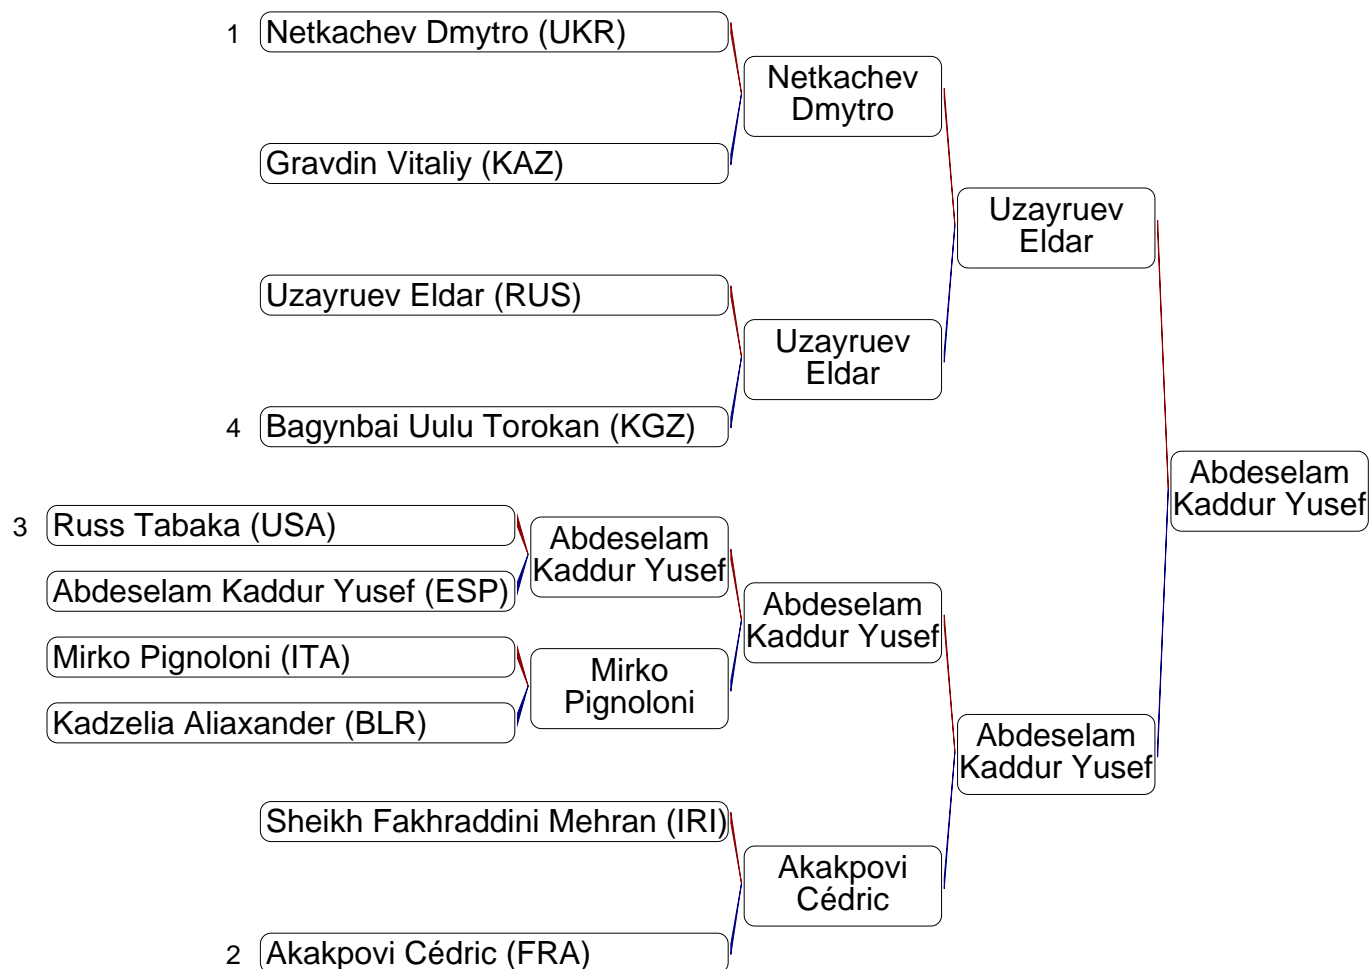 1 Netkachev Dmytro (UKR)
Netkachev
Dmytro
Gravdin Vitaliy (KAZ)
Uzayruev
Eldar
Uzayruev Eldar (RUS)
Uzayruev
Eldar
4 Bagynbai Uulu Torokan (KGZ)
Abdeselam
Kaddur Yusef
3 Russ Tabaka (USA)
Abdeselam
Kaddur Yusef
Abdeselam Kaddur Yusef (ESP)
Abdeselam
Kaddur Yusef
Mirko Pignoloni (ITA)
Mirko
Pignoloni
Kadzelia Aliaxander (BLR)
Abdeselam
Kaddur Yusef
Sheikh Fakhraddini Mehran (IRI)
Akakpovi
Cédric
2 Akakpovi Cédric (FRA)